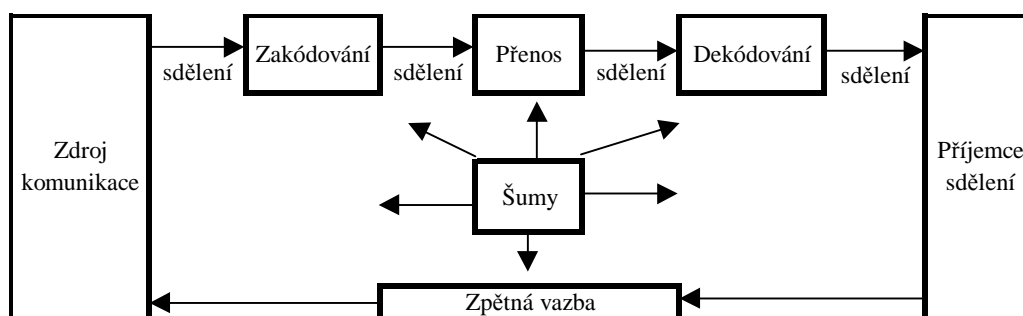 Zakódování
Přenos
Dekódování
sdělení
sdělení
sdělení
sdělení
Zdroj
komunikace
Šumy
Příjemce
sdělení
Zpětná vazba